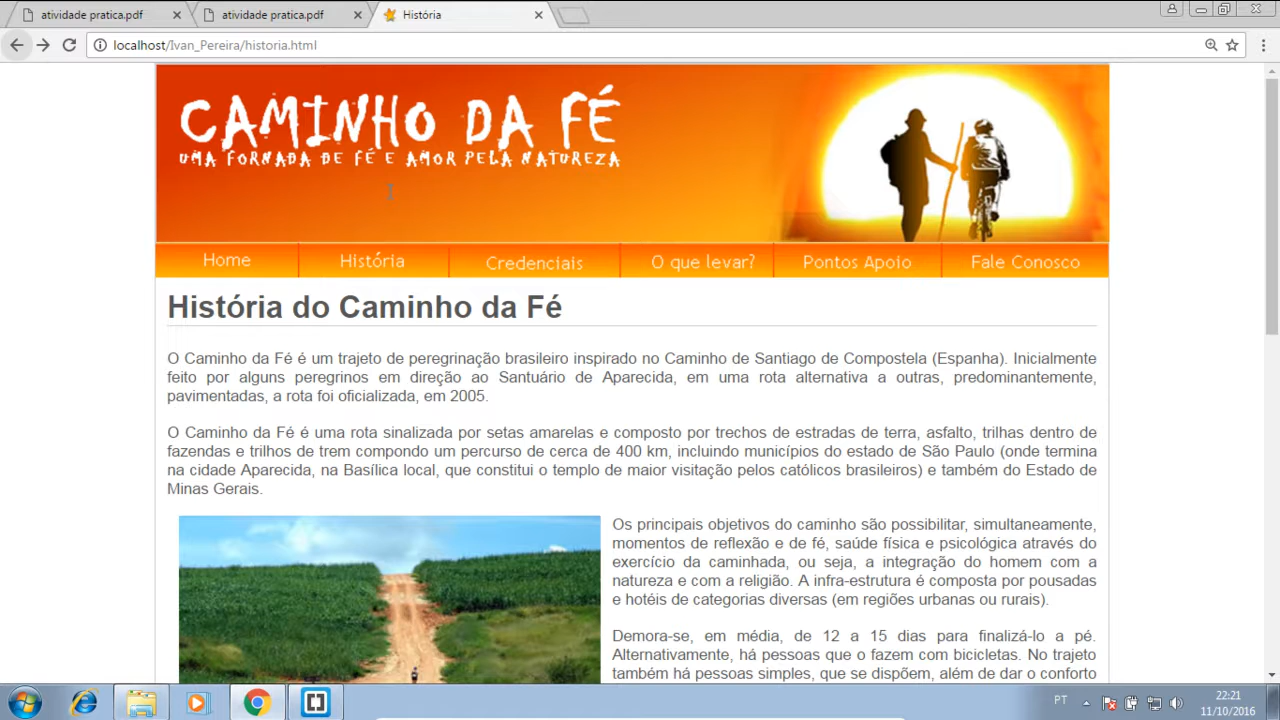 atividade pratica.pdf
atividade pratica.pdf
História
localhost/Ivan_Pereira/historia.html
CAMINHO DA FÉ
UMA FORNADA DE FÉ E AMOR PELA NATUREZA
Home
História
Credenciais
O que levar?
Pontos Apoio
Fale Conosco
História do Caminho da Fé
O Caminho da Fé é um trajeto de peregrinação brasileiro inspirado no Caminho de Santiago de Compostela (Espanha). Inicialmente
feito por alguns peregrinos em direção ao Santuário de Aparecida, em uma rota alternativa a outras, predominantemente,
pavimentadas, a rota foi oficializada, em 2005.
O Caminho da Fé é uma rota sinalizada por setas amarelas e composto por trechos de estradas de terra, asfalto, trilhas dentro de
fazendas e trilhos de trem compondo um percurso de cerca de 400 km, incluindo municípios do estado de São Paulo (onde termina
na cidade Aparecida, na Basílica local, que constitui o templo de maior visitação pelos católicos brasileiros) e também do Estado de
Minas Gerais.
Os principais objetivos do caminho são possibilitar, simultaneamente,
momentos de reflexão e de fé, saúde física e psicológica através do
exercício da caminhada, ou seja, a integração do homem com a
natureza e com a religião. A infra-estrutura é composta por pousadas
e hotéis de categorias diversas (em regiões urbanas ou rurais).
Demora-se, em média, de 12 a 15 dias para finalizá-lo a pé.
Alternativamente, há pessoas que o fazem com bicicletas. No trajeto
também há pessoas simples, que se dispõem, além de dar o conforto
PT
22:21
11/10/2016